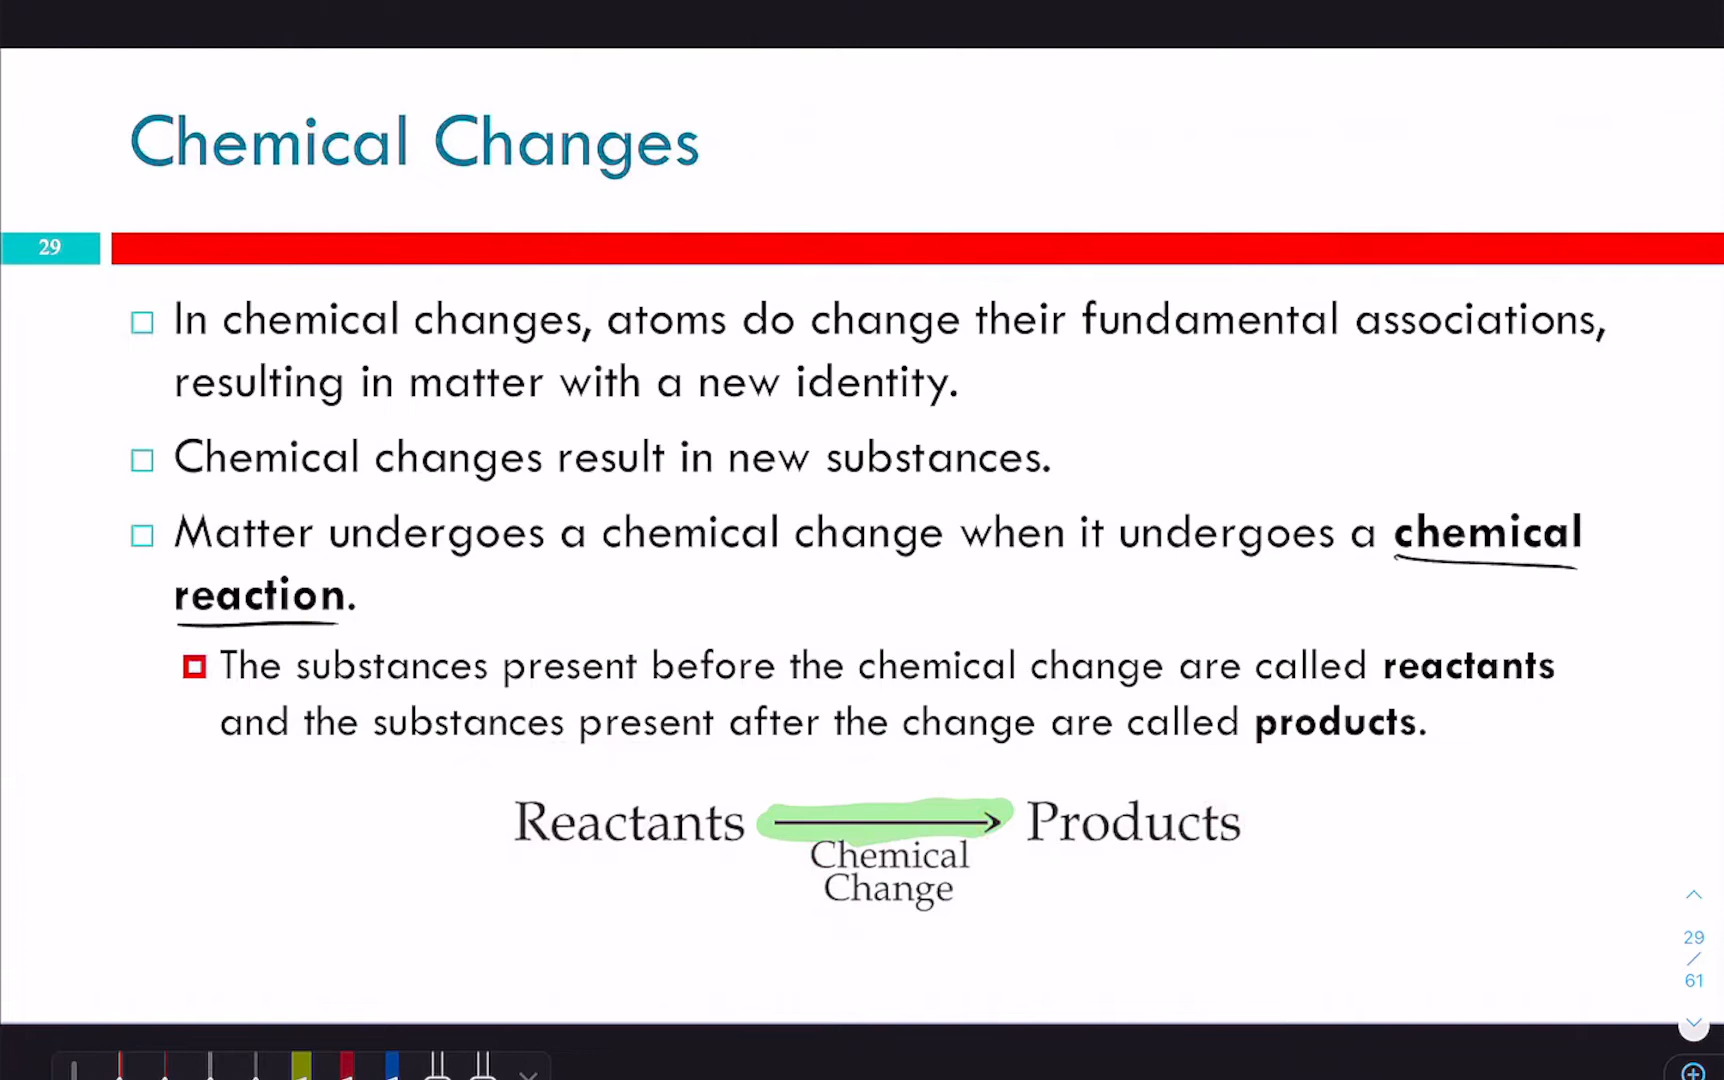 Chemical Changes
29
In chemical changes, atoms do change their fundamental associations,
resulting in matter with a new identity.
Chemical changes result in new substances.
Matter undergoes a chemical change when it undergoes a chemical
reaction.
The substances present before the chemical change are called reactants
and the substances present after the change are called products.
Reactants → Products
Chemical
Change
29
/
61